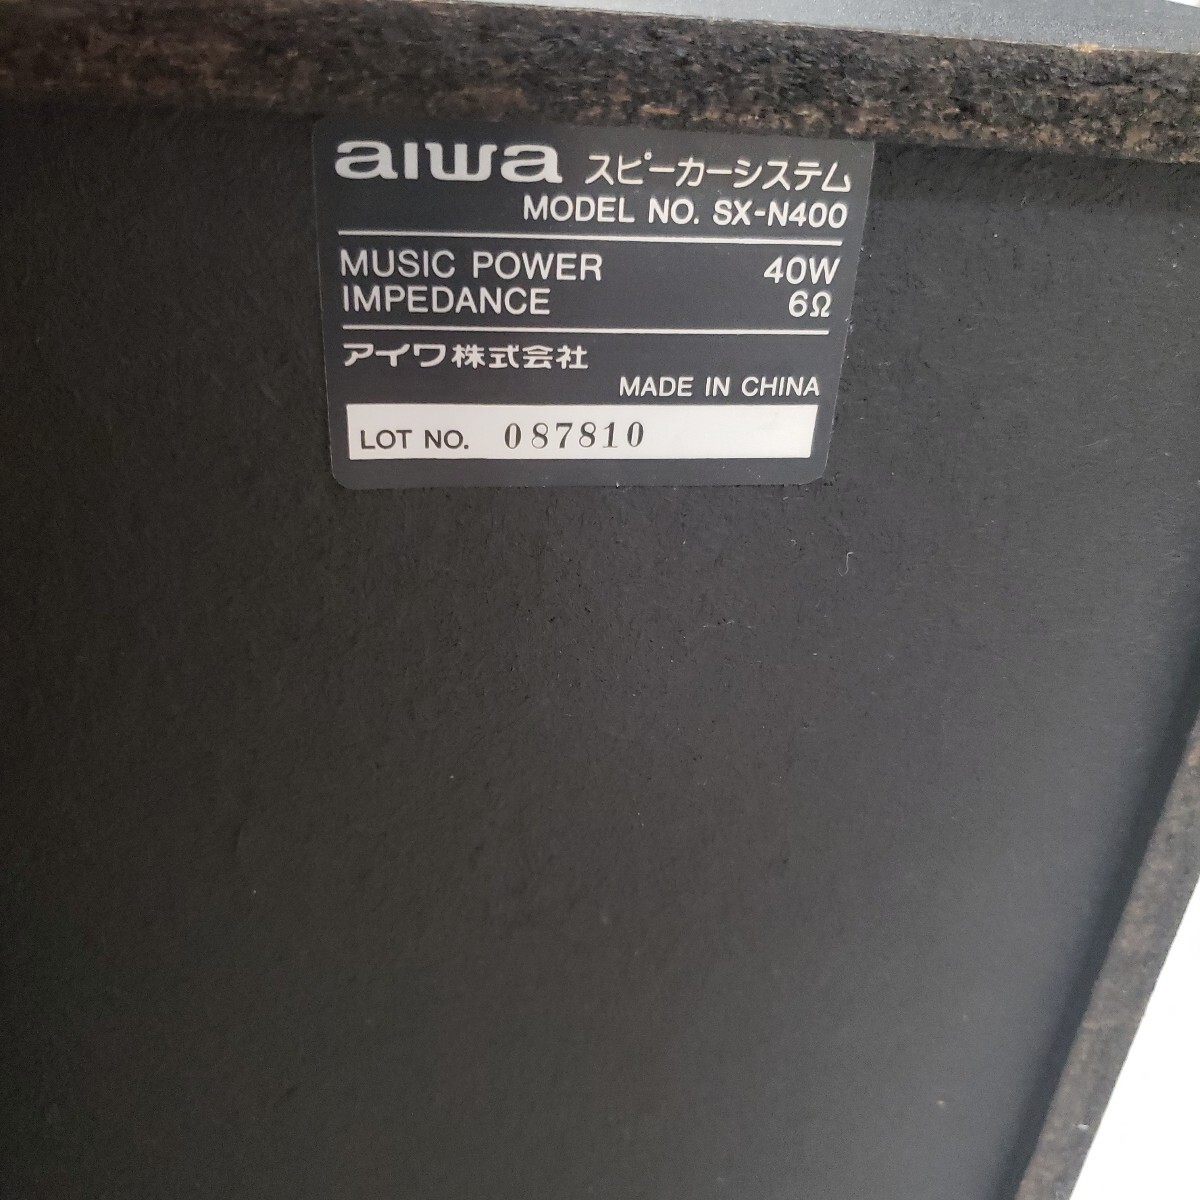 aiwa スピーカーシステム
MODEL NO. SX-N400
MUSIC POWER 40W
IMPEDANCE 6Ω
アイワ株式会社
MADE IN CHINA
LOT NO. 087810